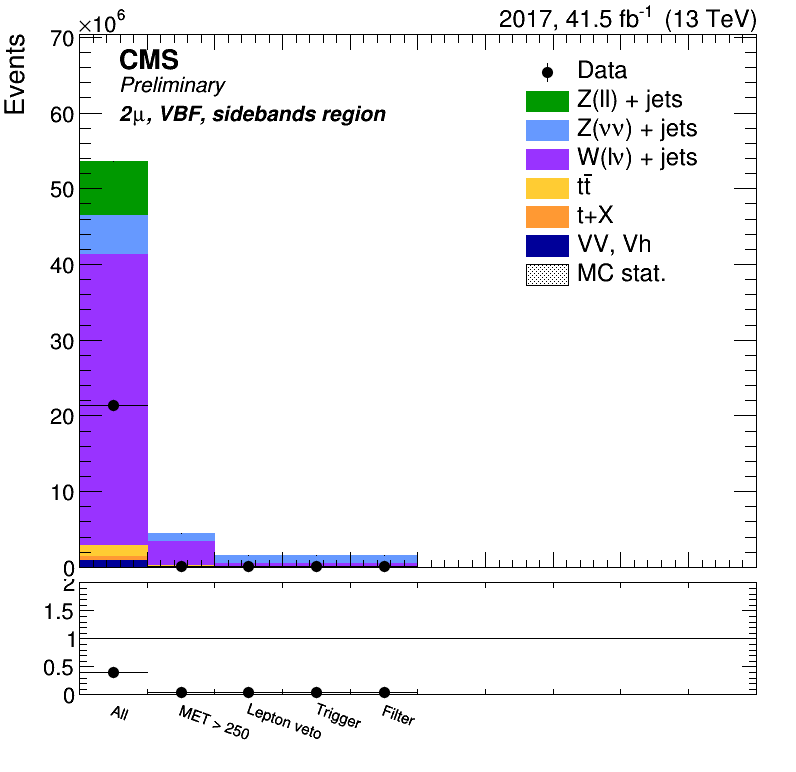 ×10⁶
2017, 41.5 fb⁻¹ (13 TeV)
Events
CMS
Preliminary
2μ, VBF, sidebands region
Data
Z(ll) + jets
Z(νν) + jets
W(lν) + jets
tt̄
t+X
VV, Vh
MC stat.
70
60
50
40
30
20
10
0
2
1.5
1
0.5
0
All
MET > 250
Lepton veto
Trigger
Filter